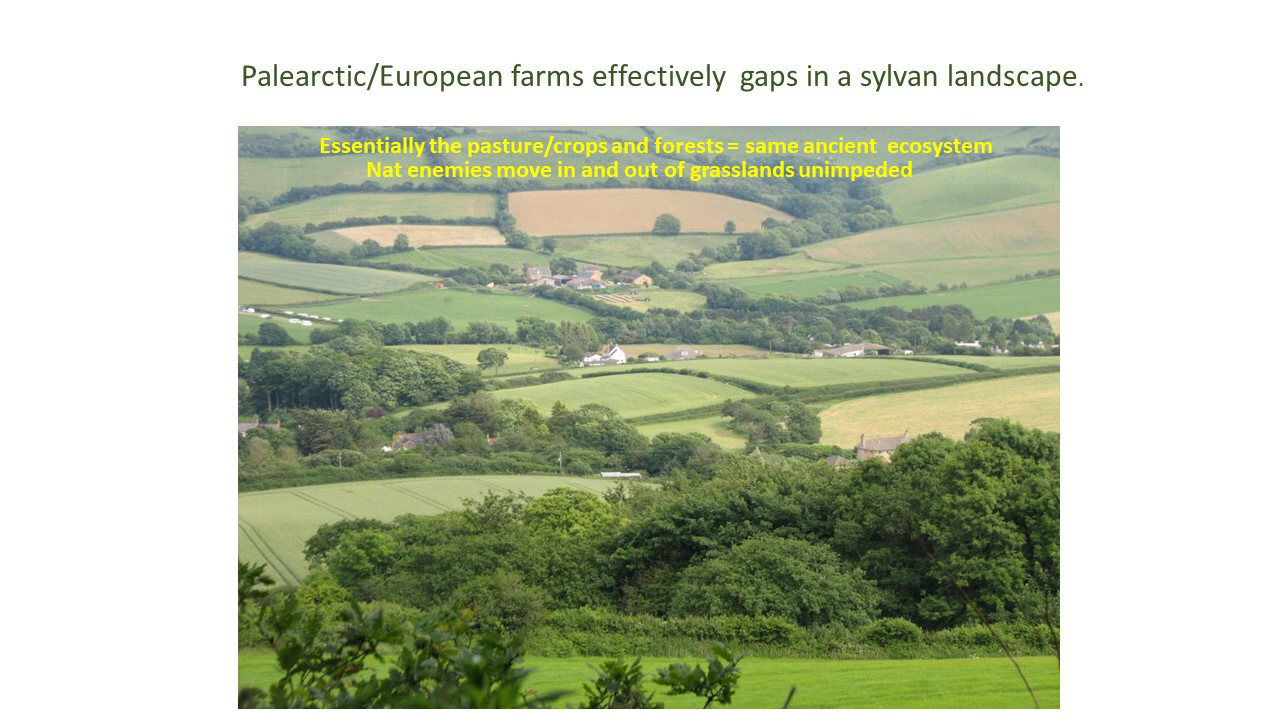 Palearctic/European farms effectively  gaps in a sylvan landscape.
Essentially the pasture/crops and forests = same ancient  ecosystem
Nat enemies move in and out of grasslands unimpeded